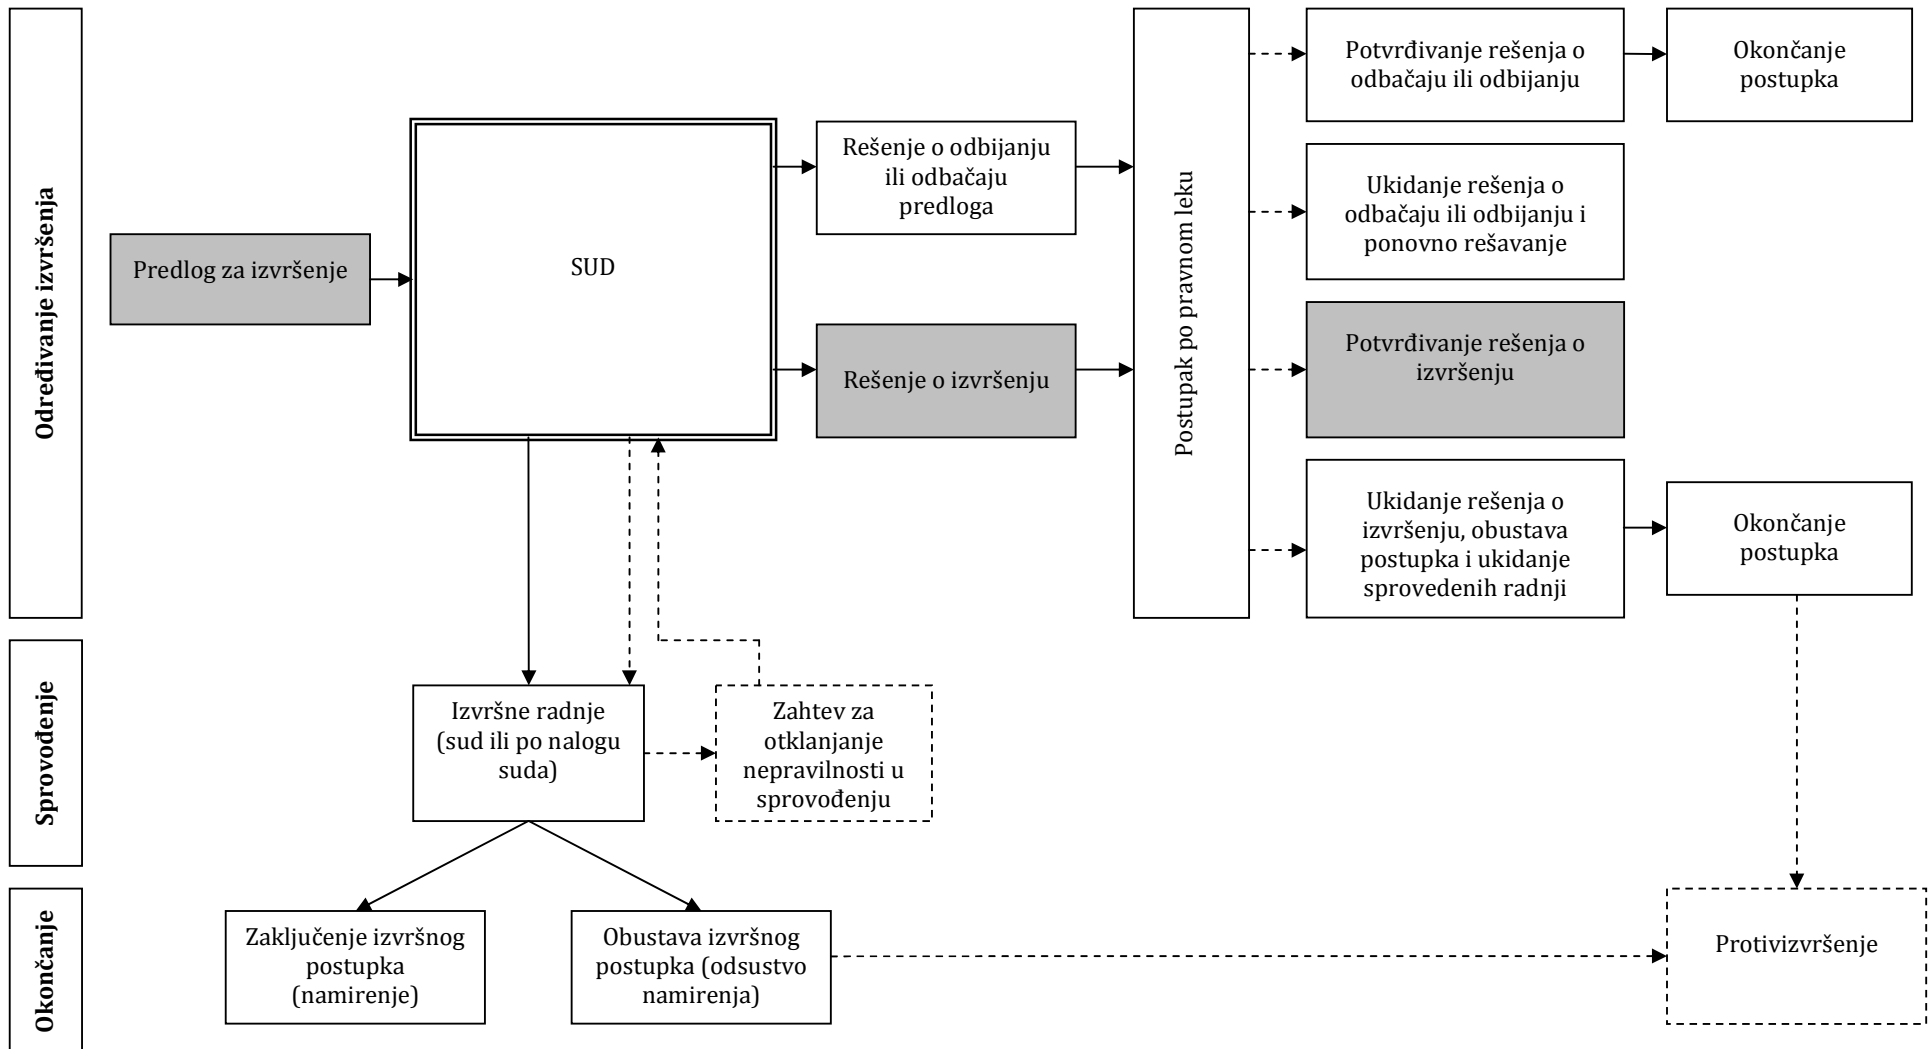 Određivanje izvršenja
Predlog za izvršenje
SUD
Rešenje o odbijanju
ili odbačaju
predloga
Rešenje o izvršenju
Postupak po pravnom leku
Potvrđivanje rešenja o
odbačaju ili odbijanju
Okončanje
postupka
Ukidanje rešenja o
odbačaju ili odbijanju i
ponovno rešavanje
Potvrđivanje rešenja o
izvršenju
Ukidanje rešenja o
izvršenju, obustava
postupka i ukidanje
sprovedenih radnji
Okončanje
postupka
Sprovođenje
Izvršne radnje
(sud ili po nalogu
suda)
Zahtev za
otklanjanje
nepravilnosti u
sprovođenju
Okončanje
Zaključenje izvršnog
postupka
(namirenje)
Obustava izvršnog
postupka (odsustvo
namirenja)
Protivizvršenje